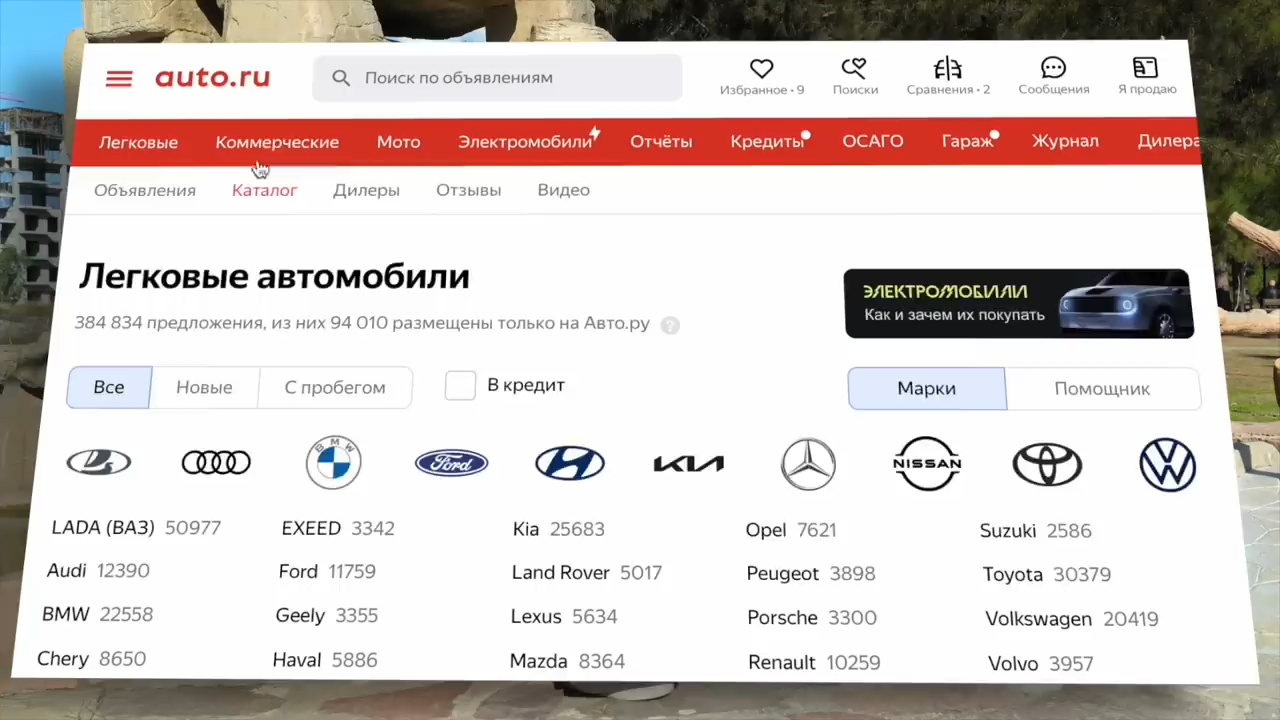 auto.ru
Поиск по объявлениям
Избранное • 9
Поиски
Сравнения • 2
Сообщения
Я продаю
Легковые
Коммерческие
Мото
Электромобили
Отчёты
Кредиты
ОСАГО
Гараж
Журнал
Дилера
Объявления
Каталог
Дилеры
Отзывы
Видео
Легковые автомобили
384 834 предложения, из них 94 010 размещены только на Авто.ру ?
ЭЛЕКТРОМОБИЛИ
Как и зачем их покупать
Все
Новые
С пробегом
В кредит
Марки
Помощник
BMW
Ford
KIA
NISSAN
LADA (ВАЗ) 50977
Audi 12390
BMW 22558
Chery 8650
EXEED 3342
Ford 11759
Geely 3355
Haval 5886
Kia 25683
Land Rover 5017
Lexus 5634
Mazda 8364
Opel 7621
Peugeot 3898
Porsche 3300
Renault 10259
Suzuki 2586
Toyota 30379
Volkswagen 20419
Volvo 3957